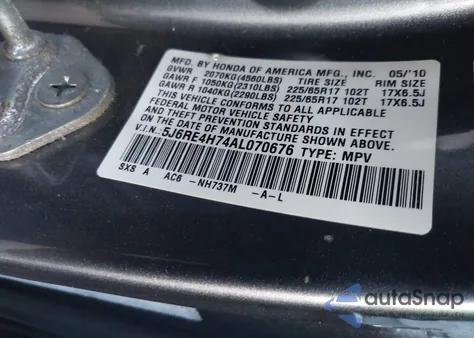 MFD. BY HONDA OF AMERICA MFG., INC. 05/'10
GVWR 2070KG(4560LBS) TIRE SIZE RIM SIZE
GAWR F 1050KG(2310LBS) 225/65R17 102T 17X6.5J
GAWR R 1040KG(2290LBS) 225/65R17 102T 17X6.5J
THIS VEHICLE CONFORMS TO ALL APPLICABLE
FEDERAL MOTOR VEHICLE SAFETY, BUMPER,
AND THEFT PREVENTION STANDARDS IN EFFECT
ON THE DATE OF MANUFACTURE SHOWN ABOVE.
V.I.N. 5J6RE4H74AL070676 TYPE: MPV
SXS A AC6 -NH737M -A-L
autoSnap